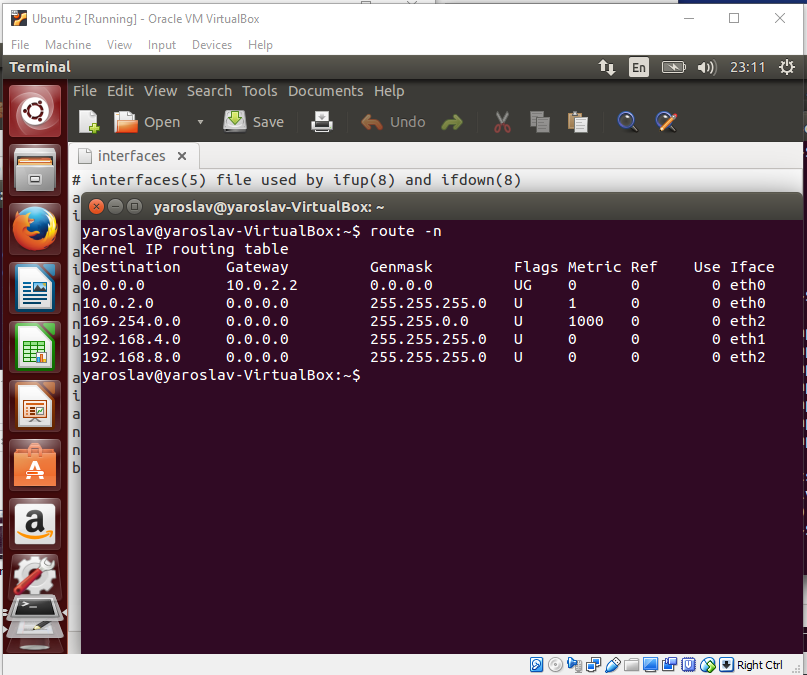 Ubuntu 2 [Running] - Oracle VM VirtualBox
File Machine View Input Devices Help
Terminal En 23:11
File Edit View Search Tools Documents Help
Open Save Undo
interfaces
# interfaces(5) file used by ifup(8) and ifdown(8)
yaroslav@yaroslav-VirtualBox: ~
yaroslav@yaroslav-VirtualBox:~$ route -n
Kernel IP routing table
Destination Gateway Genmask Flags Metric Ref Use Iface
0.0.0.0 10.0.2.2 0.0.0.0 UG 0 0 0 eth0
10.0.2.0 0.0.0.0 255.255.255.0 U 1 0 0 eth0
169.254.0.0 0.0.0.0 255.255.0.0 U 1000 0 0 eth2
192.168.4.0 0.0.0.0 255.255.255.0 U 0 0 0 eth1
192.168.8.0 0.0.0.0 255.255.255.0 U 0 0 0 eth2
yaroslav@yaroslav-VirtualBox:~$
Right Ctrl